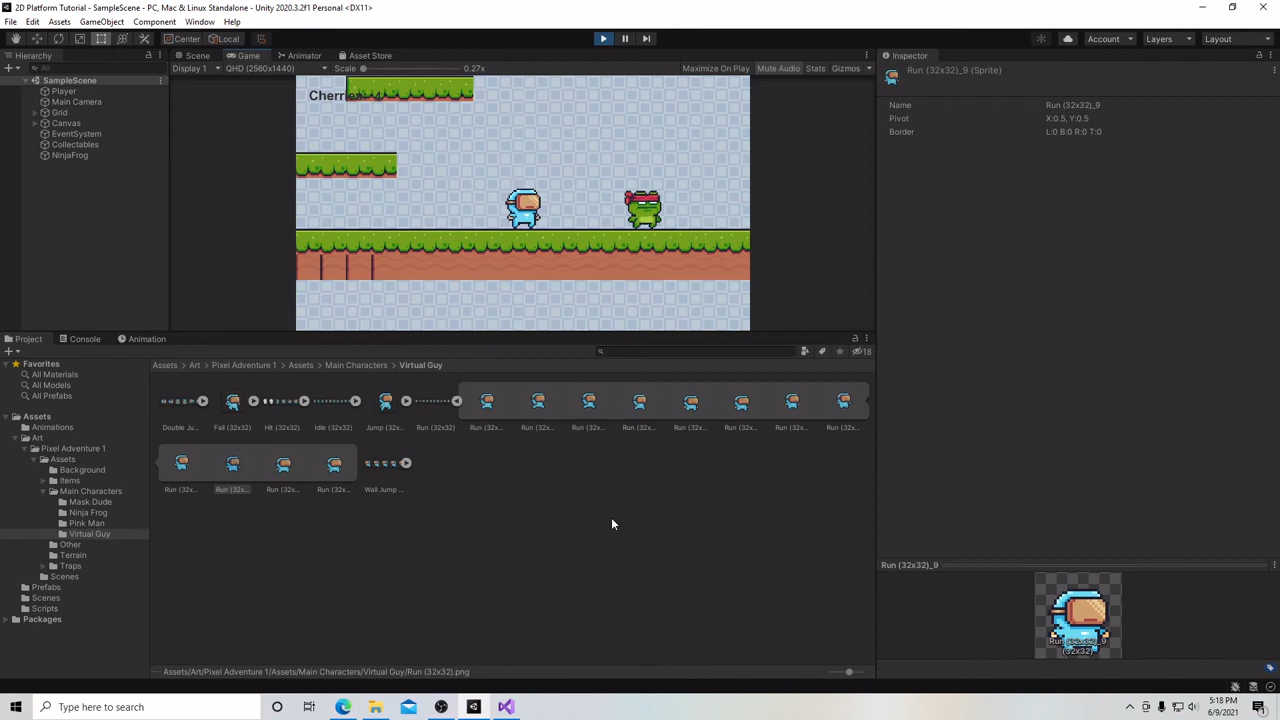 2D Platform Tutorial - SampleScene - PC, Mac & Linux Standalone - Unity 2020.3.2f1 Personal <DX11>
File Edit Assets GameObject Component Window Help
Center Local Account Layers Layout
Hierarchy Scene Game Animator Asset Store Inspector
All Display 1 QHD (2560x1440) Scale 0.27x Maximize On Play Mute Audio Stats Gizmos Run (32x32)_9 (Sprite)
SampleScene
Player
Main Camera
Grid
Canvas
EventSystem
Collectables
NinjaFrog
Name Run (32x32)_9
Pivot X:0.5, Y:0.5
Border L:0 B:0 R:0 T:0
Project Console Animation
18
Favorites
All Materials
All Models
All Prefabs
Assets
Animations
Art
Pixel Adventure 1
Assets
Background
Items
Main Characters
Mask Dude
Ninja Frog
Pink Man
Virtual Guy
Other
Terrain
Traps
Scenes
Prefabs
Scenes
Scripts
Packages
Assets > Art > Pixel Adventure 1 > Assets > Main Characters > Virtual Guy
Double Ju... Fall (32x32) Hit (32x32) Idle (32x32) Jump (32x... Run (32x32) Run (32x... Run (32x... Run (32x... Run (32x... Run (32x... Run (32x... Run (32x... Run (32x...
Run (32x... Run (32x... Run (32x... Run (32x... Wall Jump ...
Assets/Art/Pixel Adventure 1/Assets/Main Characters/Virtual Guy/Run (32x32).png
Run (32x32)_9
Run (32x32)_9
(32x32)
Type here to search
5:18 PM
6/9/2021